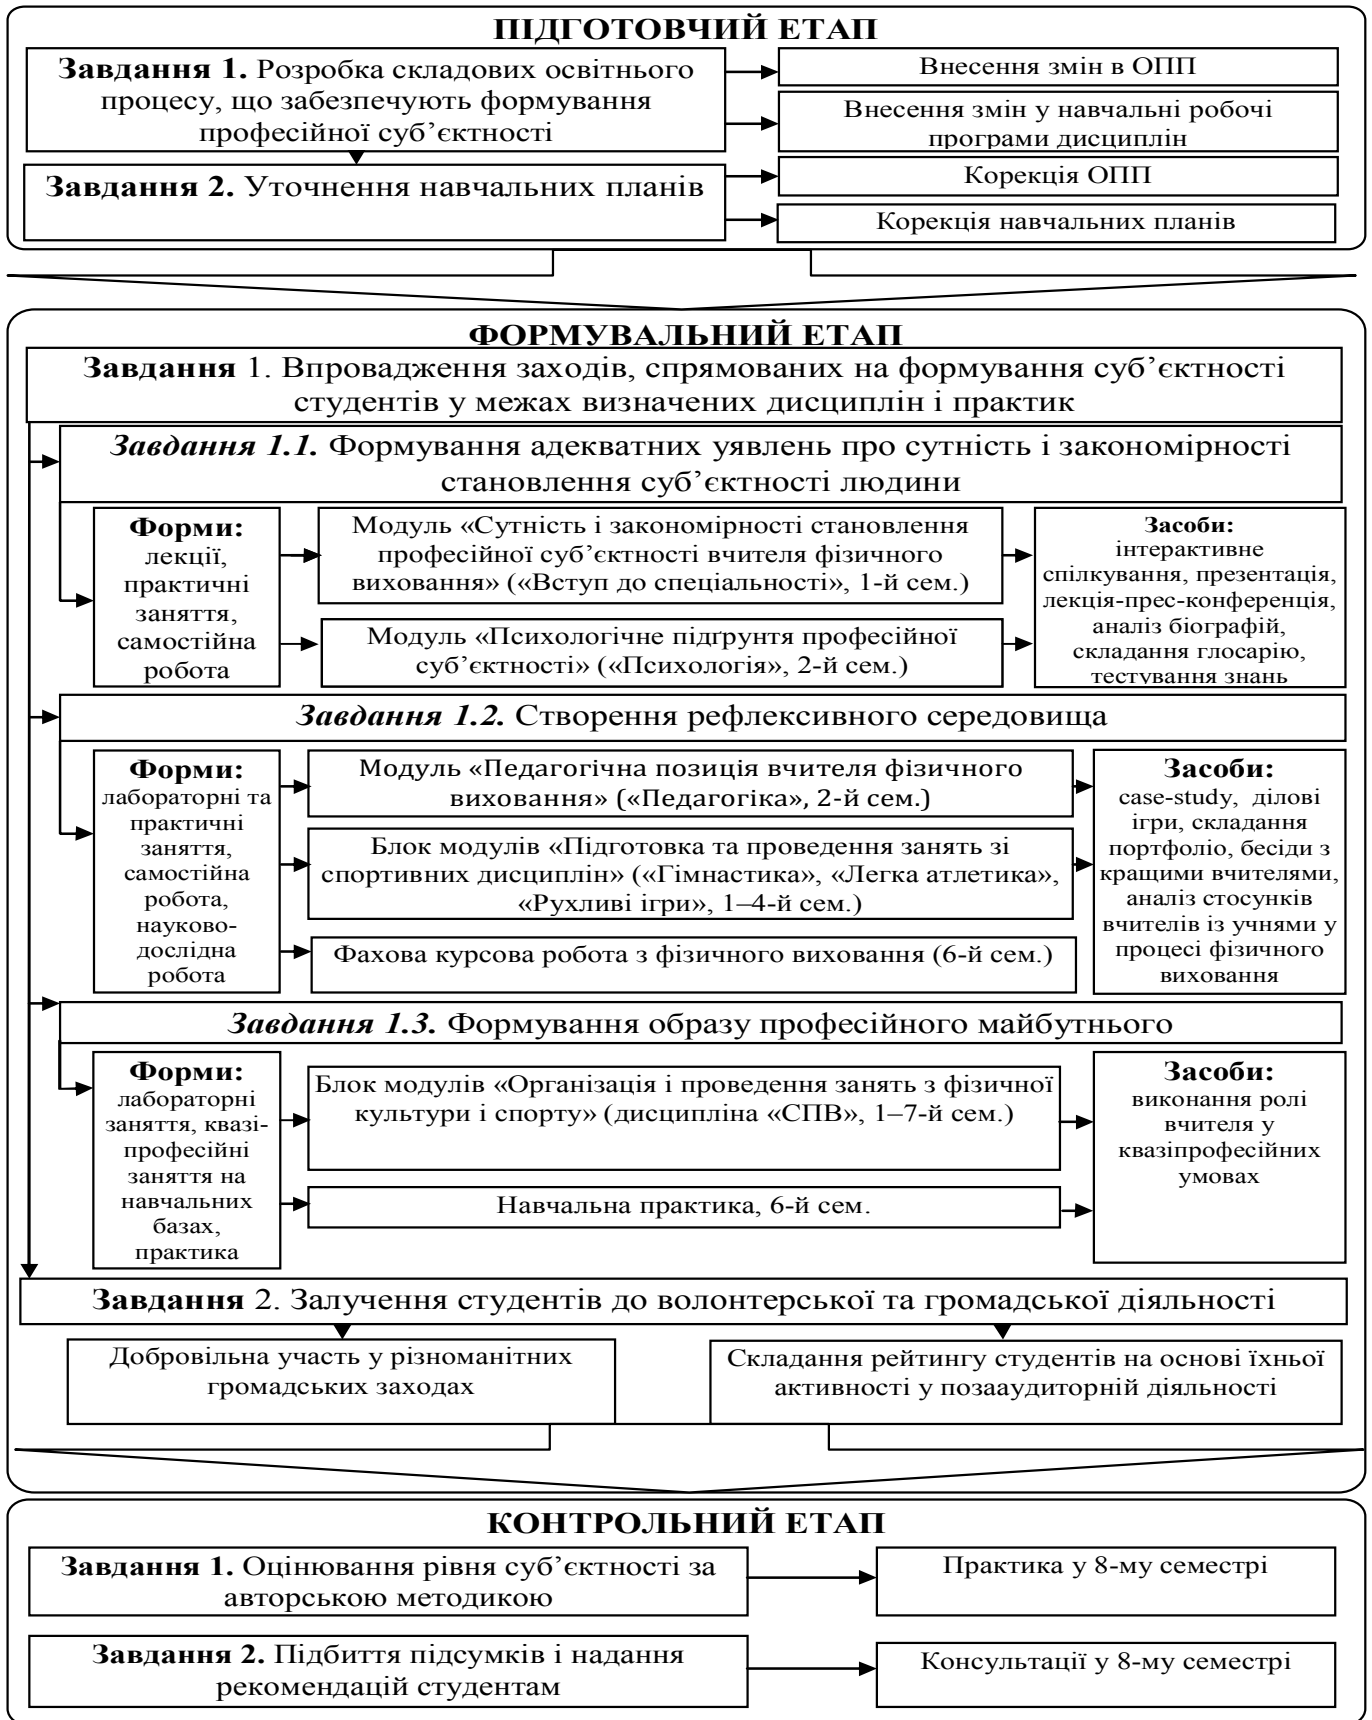 ПІДГОТОВЧИЙ ЕТАП
Завдання 1. Розробка складових освітнього
процесу, що забезпечують формування
професійної суб’єктності
Внесення змін в ОПП
Внесення змін у навчальні робочі
програми дисциплін
Завдання 2. Уточнення навчальних планів
Корекція ОПП
Корекція навчальних планів
ФОРМУВАЛЬНИЙ ЕТАП
Завдання 1. Впровадження заходів, спрямованих на формування суб’єктності
студентів у межах визначених дисциплін і практик
Завдання 1.1. Формування адекватних уявлень про сутність і закономірності
становлення суб’єктності людини
Форми:
лекції,
практичні
заняття,
самостійна
робота
Модуль «Сутність і закономірності становлення
професійної суб’єктності вчителя фізичного
виховання» («Вступ до спеціальності», 1-й сем.)
Модуль «Психологічне підґрунтя професійної
суб’єктності» («Психологія», 2-й сем.)
Засоби:
інтерактивне
спілкування, презентація,
лекція-прес-конференція,
аналіз біографій,
складання глосарію,
тестування знань
Завдання 1.2. Створення рефлексивного середовища
Форми:
лабораторні та
практичні
заняття,
самостійна
робота,
науково-
дослідна
робота
Модуль «Педагогічна позиція вчителя фізичного
виховання» («Педагогіка», 2-й сем.)
Блок модулів «Підготовка та проведення занять зі
спортивних дисциплін» («Гімнастика», «Легка атлетика»,
«Рухливі ігри», 1–4-й сем.)
Фахова курсова робота з фізичного виховання (6-й сем.)
Засоби:
case-study, ділові
ігри, складання
портфоліо, бесіди з
кращими вчителями,
аналіз стосунків
вчителів із учнями у
процесі фізичного
виховання
Завдання 1.3. Формування образу професійного майбутнього
Форми:
лабораторні
заняття, квазі-
професійні
заняття на
навчальних
базах,
практика
Блок модулів «Організація і проведення занять з фізичної
культури і спорту» (дисципліна «СПВ», 1–7-й сем.)
Навчальна практика, 6-й сем.
Засоби:
виконання ролі
вчителя у
квазіпрофесійних
умовах
Завдання 2. Залучення студентів до волонтерської та громадської діяльності
Добровільна участь у різноманітних
громадських заходах
Складання рейтингу студентів на основі їхньої
активності у позааудиторній діяльності
КОНТРОЛЬНИЙ ЕТАП
Завдання 1. Оцінювання рівня суб’єктності за
авторською методикою
Практика у 8-му семестрі
Завдання 2. Підбиття підсумків і надання
рекомендацій студентам
Консультації у 8-му семестрі